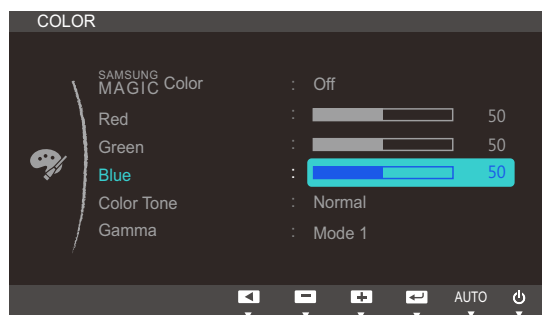 COLOR
SAMSUNG MAGIC Color : Off
Red : 50
Green : 50
Blue : 50
Color Tone : Normal
Gamma : Mode 1
AUTO